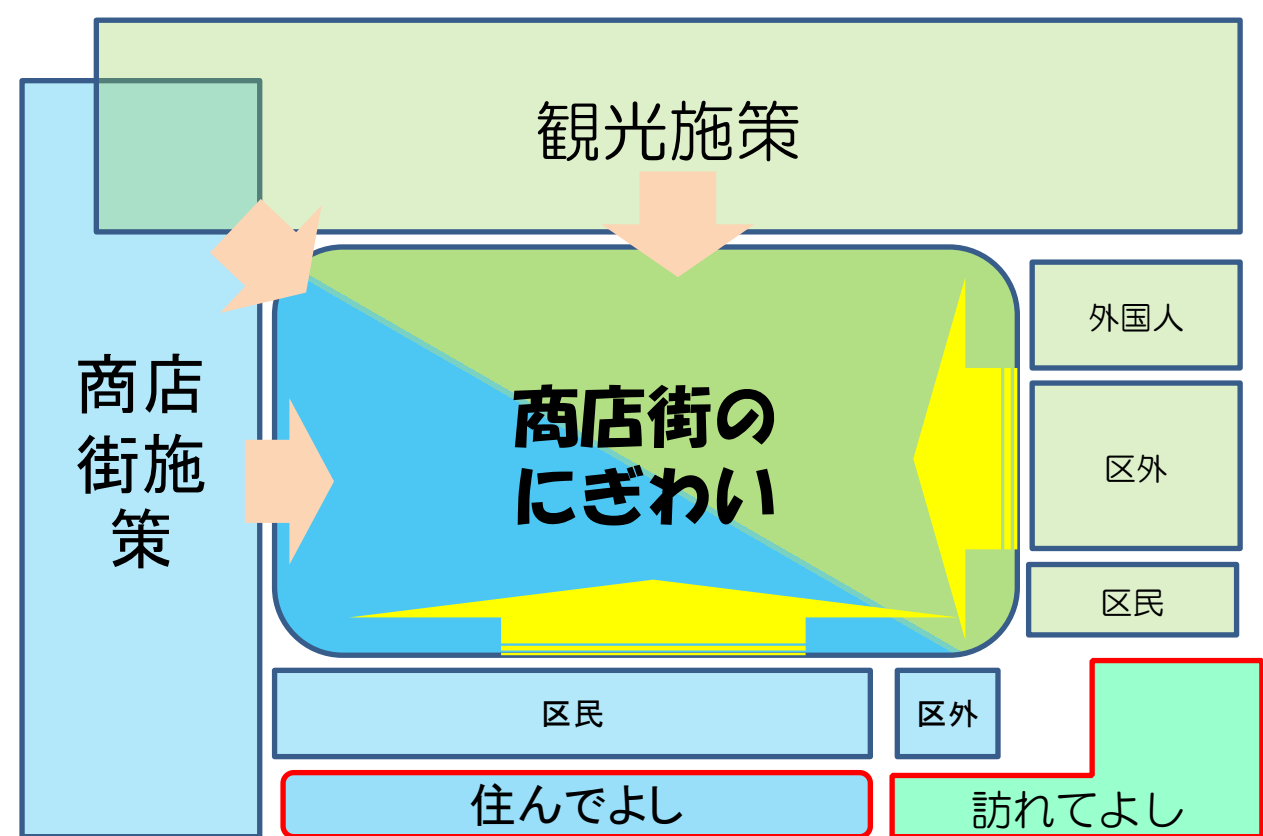 観光施策
商店
街施
策
商店街の
にぎわい
外国人
区外
区民
区民
区外
住んでよし
訪れてよし